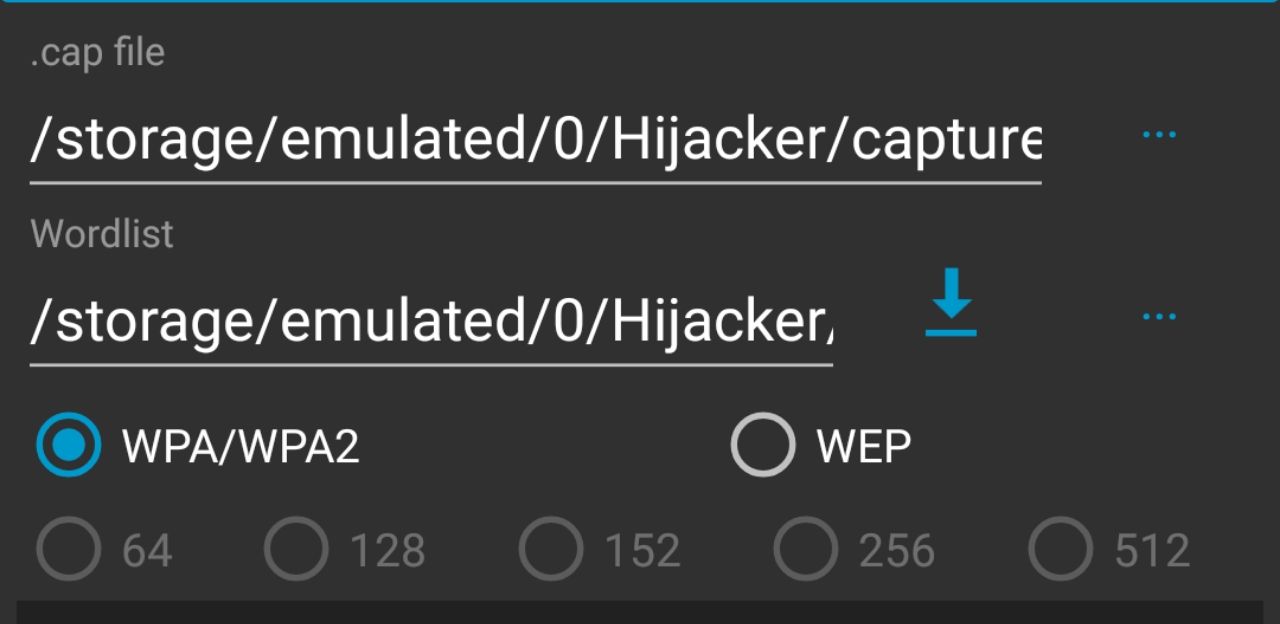 .cap file
/storage/emulated/0/Hijacker/capture
Wordlist
/storage/emulated/0/Hijacker/
WPA/WPA2 WEP
64 128 152 256 512